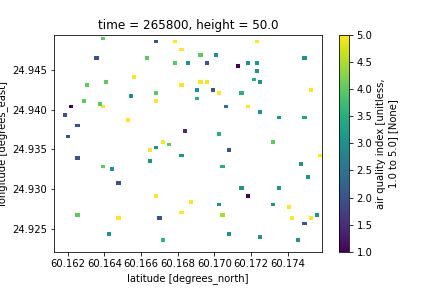 time = 265800, height = 50.0
24.945
24.940
24.935
24.930
24.925
longitude [degrees_east]
60.162 60.164 60.166 60.168 60.170 60.172 60.174
latitude [degrees_north]
5.0
4.5
4.0
3.5
3.0
2.5
2.0
1.5
1.0
air quality index [unitless,
1.0 to 5.0] [None]